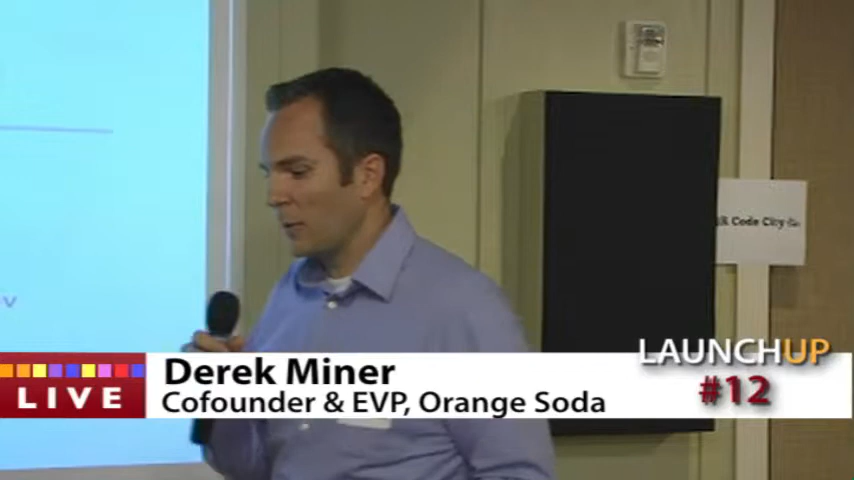 Code City
LAUNCHUP
#12
LIVE
Derek Miner
Cofounder & EVP, Orange Soda